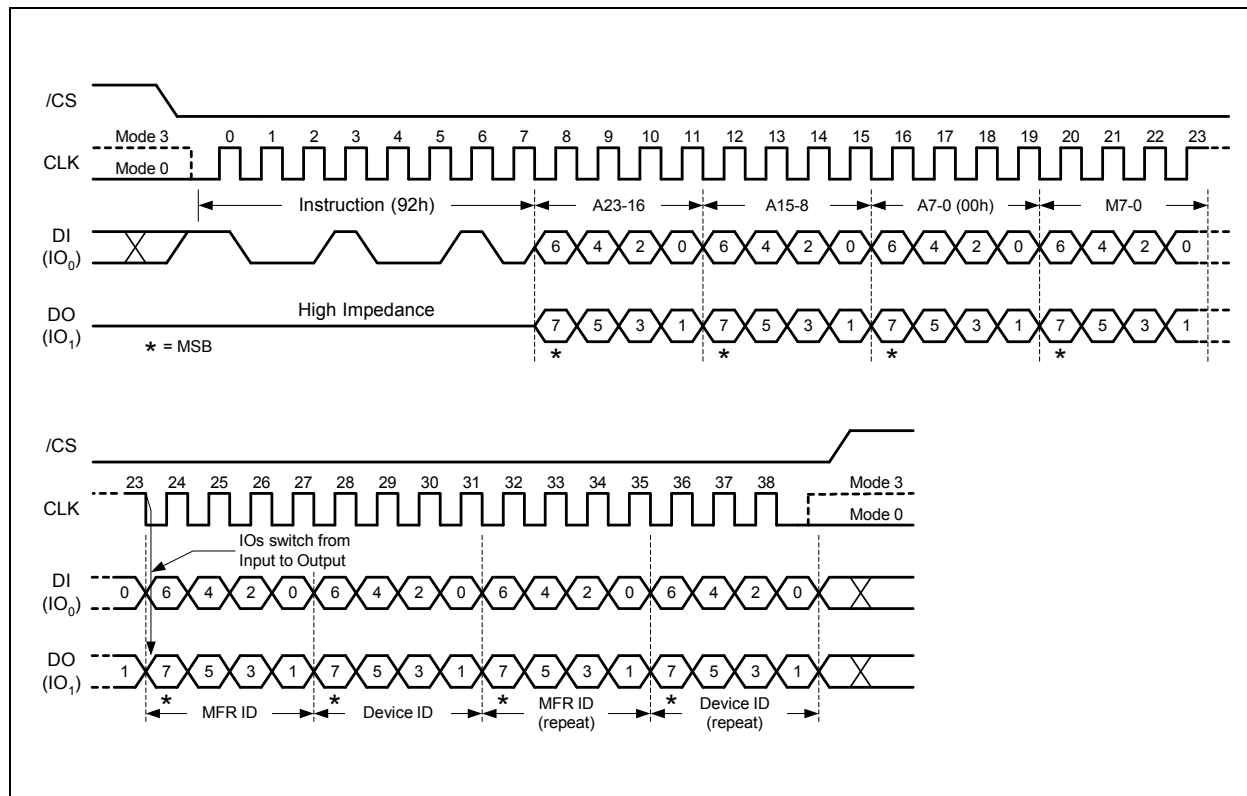 /CS
Mode 3 0 1 2 3 4 5 6 7 8 9 10 11 12 13 14 15 16 17 18 19 20 21 22 23
CLK
Mode 0
Instruction (92h) A23-16 A15-8 A7-0 (00h) M7-0
DI
(IO0)
6 4 2 0 6 4 2 0 6 4 2 0 6 4 2 0
High Impedance
DO
(IO1)
7 5 3 1 7 5 3 1 7 5 3 1 7 5 3 1
* = MSB
* * * *
/CS
23 24 25 26 27 28 29 30 31 32 33 34 35 36 37 38 Mode 3
CLK
Mode 0
IOs switch from
Input to Output
DI
(IO0)
0 6 4 2 0 6 4 2 0 6 4 2 0 6 4 2 0
DO
(IO1)
1 7 5 3 1 7 5 3 1 7 5 3 1 7 5 3 1
* * * *
MFR ID Device ID MFR ID
(repeat)
Device ID
(repeat)